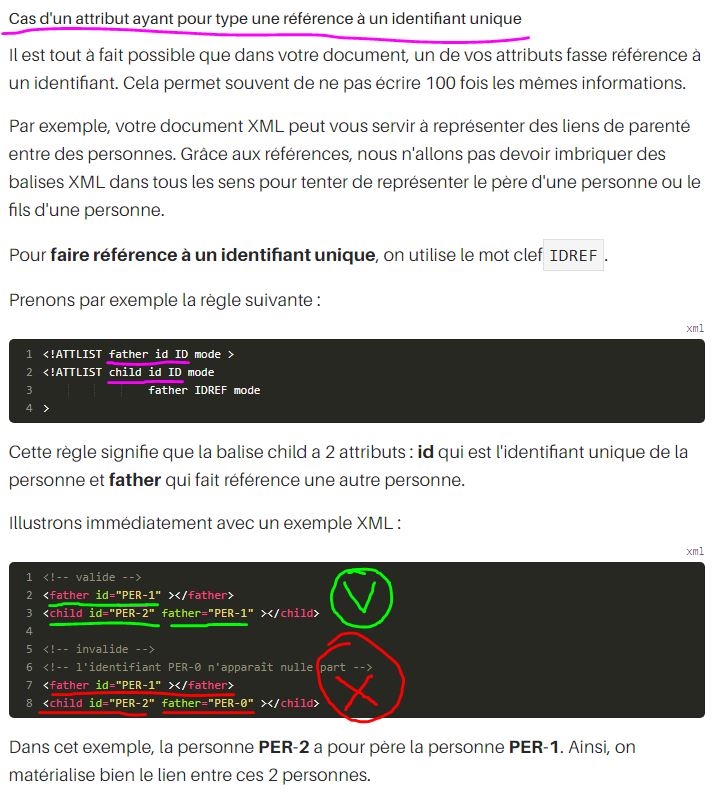 Cas d'un attribut ayant pour type une référence à un identifiant unique
Il est tout à fait possible que dans votre document, un de vos attributs fasse référence à
un identifiant. Cela permet souvent de ne pas écrire 100 fois les mêmes informations.
Par exemple, votre document XML peut vous servir à représenter des liens de parenté
entre des personnes. Grâce aux références, nous n'allons pas devoir imbriquer des
balises XML dans tous les sens pour tenter de représenter le père d'une personne ou le
fils d'une personne.
Pour faire référence à un identifiant unique, on utilise le mot clef IDREF .
Prenons par exemple la règle suivante :
xml
1 <!ATTLIST father id ID mode >
2 <!ATTLIST child id ID mode
3 father IDREF mode
4 >
Cette règle signifie que la balise child a 2 attributs : id qui est l'identifiant unique de la
personne et father qui fait référence une autre personne.
Illustrons immédiatement avec un exemple XML :
xml
1 <!-- valide -->
2 <father id="PER-1" ></father>
3 <child id="PER-2" father="PER-1" ></child>
4
5 <!-- invalide -->
6 <!-- l'identifiant PER-0 n'apparaît nulle part -->
7 <father id="PER-1" ></father>
8 <child id="PER-2" father="PER-0" ></child>
Dans cet exemple, la personne PER-2 a pour père la personne PER-1. Ainsi, on
matérialise bien le lien entre ces 2 personnes.